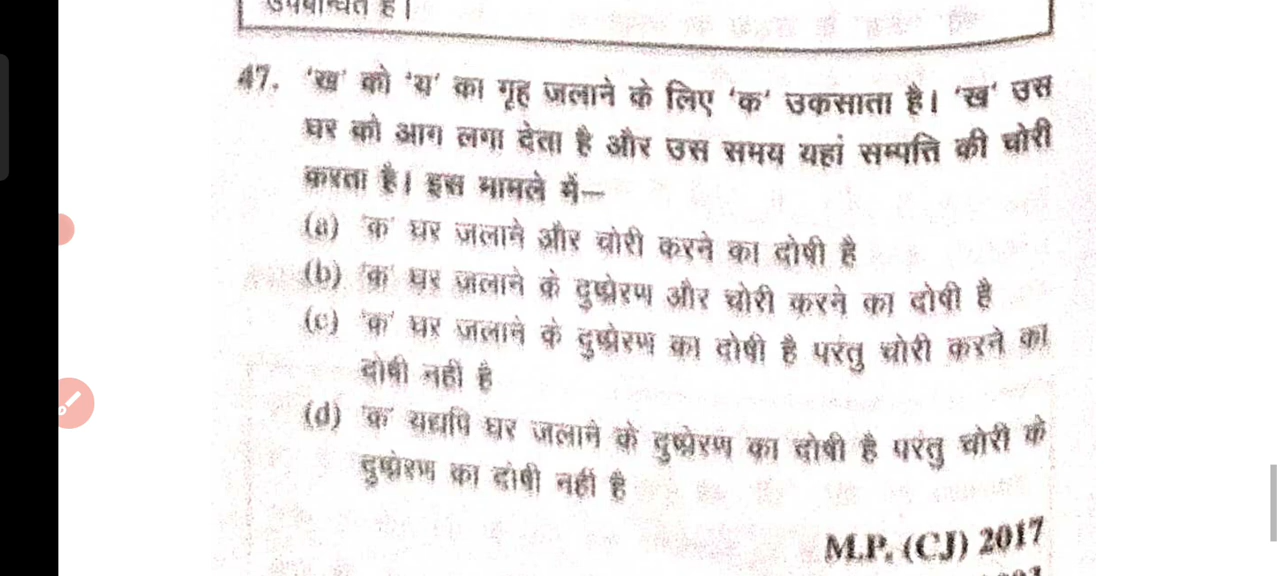 उपबन्धित है।
47. 'ख' को 'य' का गृह जलाने के लिए 'क' उकसाता है। 'ख' उस
घर को आग लगा देता है और उस समय यहां सम्पत्ति की चोरी
करता है। इस मामले में—
(a) 'क' घर जलाने और चोरी करने का दोषी है
(b) 'क' घर जलाने के दुष्प्रेरण और चोरी करने का दोषी है
(c) 'क' घर जलाने के दुष्प्रेरण का दोषी है परंतु चोरी करने का
दोषी नहीं है
(d) 'क' यद्यपि घर जलाने के दुष्प्रेरण का दोषी है परंतु चोरी के
दुष्प्रेरण का दोषी नहीं है
M.P. (CJ) 2017